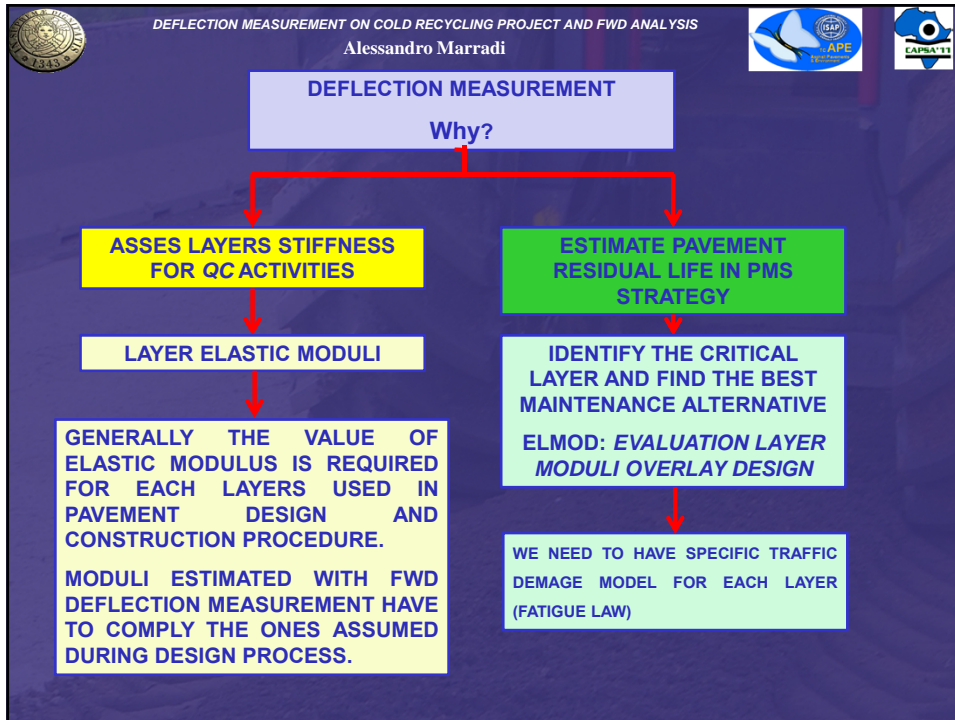 DEFLECTION MEASUREMENT ON COLD RECYCLING PROJECT AND FWD ANALYSIS
Alessandro Marradi
1343
ISAP
TC APE
CAPSA'11
DEFLECTION MEASUREMENT
Why?
ASSES LAYERS STIFFNESS
FOR QC ACTIVITIES
LAYER ELASTIC MODULI
GENERALLY THE VALUE OF
ELASTIC MODULUS IS REQUIRED
FOR EACH LAYERS USED IN
PAVEMENT DESIGN AND
CONSTRUCTION PROCEDURE.
MODULI ESTIMATED WITH FWD
DEFLECTION MEASUREMENT HAVE
TO COMPLY THE ONES ASSUMED
DURING DESIGN PROCESS.
ESTIMATE PAVEMENT
RESIDUAL LIFE IN PMS
STRATEGY
IDENTIFY THE CRITICAL
LAYER AND FIND THE BEST
MAINTENANCE ALTERNATIVE
ELMOD: EVALUATION LAYER
MODULI OVERLAY DESIGN
WE NEED TO HAVE SPECIFIC TRAFFIC
DEMAGE MODEL FOR EACH LAYER
(FATIGUE LAW)